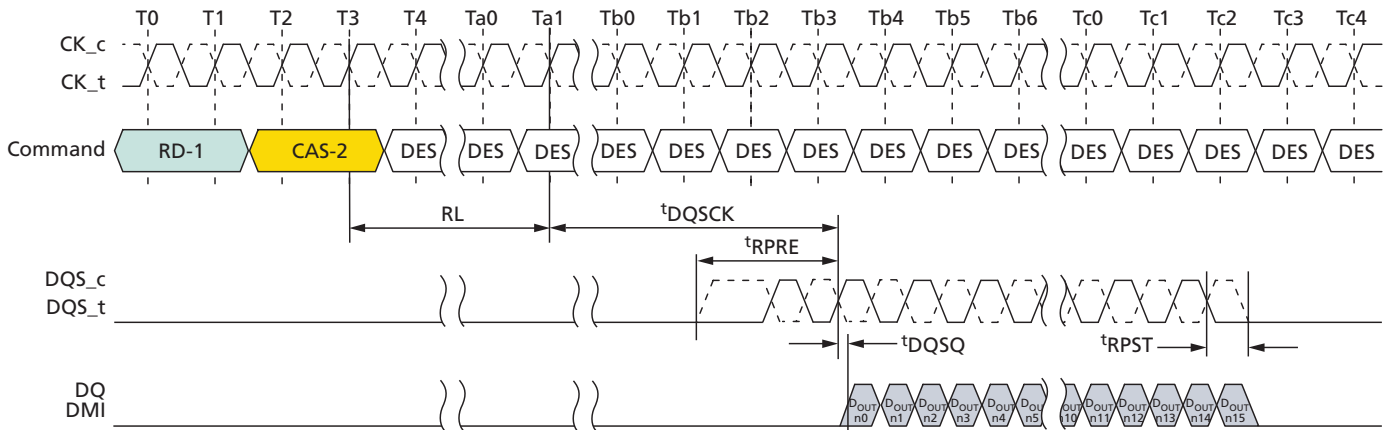 T0 T1 T2 T3 T4 Ta0 Ta1 Tb0 Tb1 Tb2 Tb3 Tb4 Tb5 Tb6 Tc0 Tc1 Tc2 Tc3 Tc4
CK_c
CK_t
Command RD-1 CAS-2 DES DES DES DES DES DES DES DES DES DES DES DES DES DES DES
RL tDQSCK
tRPRE
DQS_c
DQS_t
tDQSQ tRPST
DQ
DMI
DOUT n0 DOUT n1 DOUT n2 DOUT n3 DOUT n4 DOUT n5 DOUT n10 DOUT n11 DOUT n12 DOUT n13 DOUT n14 DOUT n15